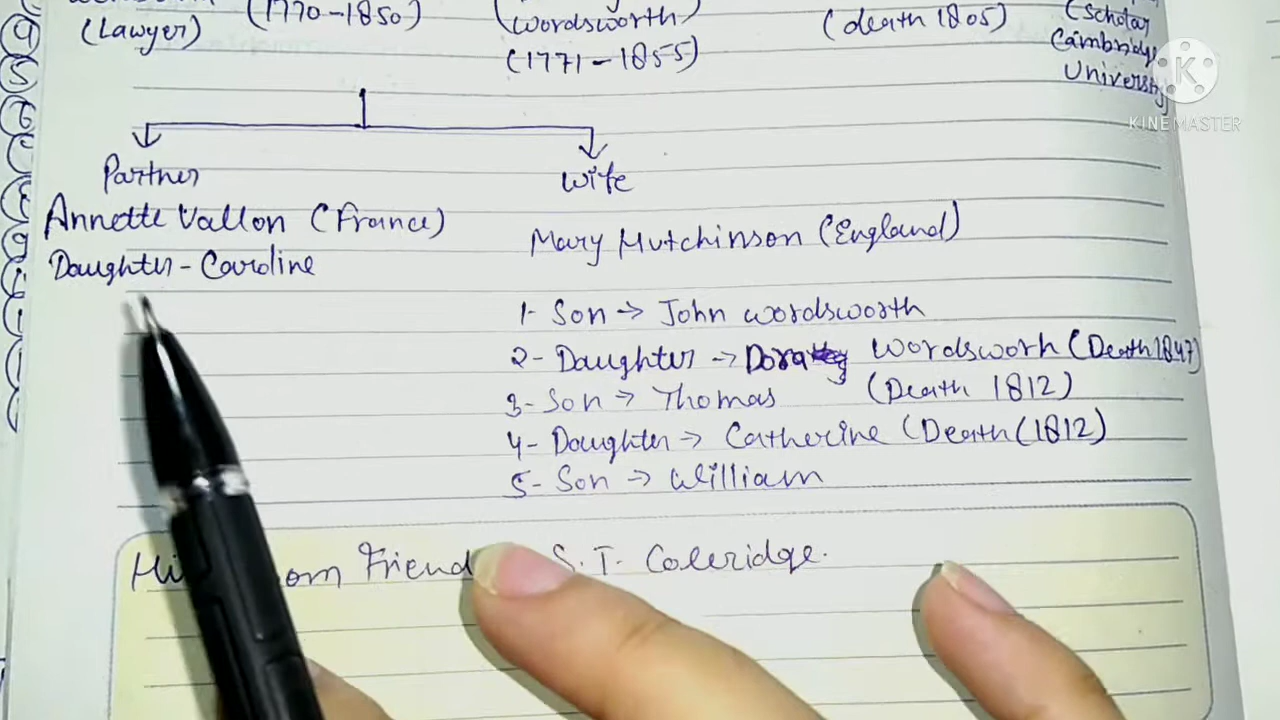 (Lawyer) (1770-1850) (wordsworth) (death 1805) (Scholar
(1771-1855) Cambridge
University)
KINEMASTER
Partner Wife
Annette Vallon (France) Mary Hutchinson (England)
Daughter - Caroline
1- Son → John wordsworth
2- Daughter → Dora Wordsworh (Death 1847)
3- Son → Thomas (Death 1812)
4- Daughter → Catherine (Death (1812)
5- Son → William
Friend S.T. Coleridge.